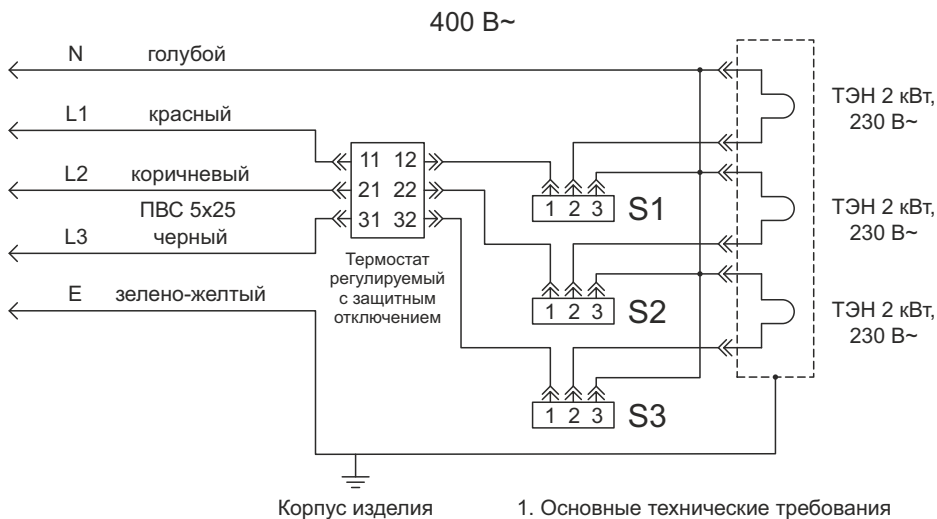 400 В~
N голубой
L1 красный
L2 коричневый
ПВС 5х25
L3 черный
E зелено-желтый
11 12
21 22
31 32
Термостат
регулируемый
с защитным
отключением
1 2 3 S1
1 2 3 S2
1 2 3 S3
ТЭН 2 кВт,
230 В~
ТЭН 2 кВт,
230 В~
ТЭН 2 кВт,
230 В~
Корпус изделия
1. Основные технические требования